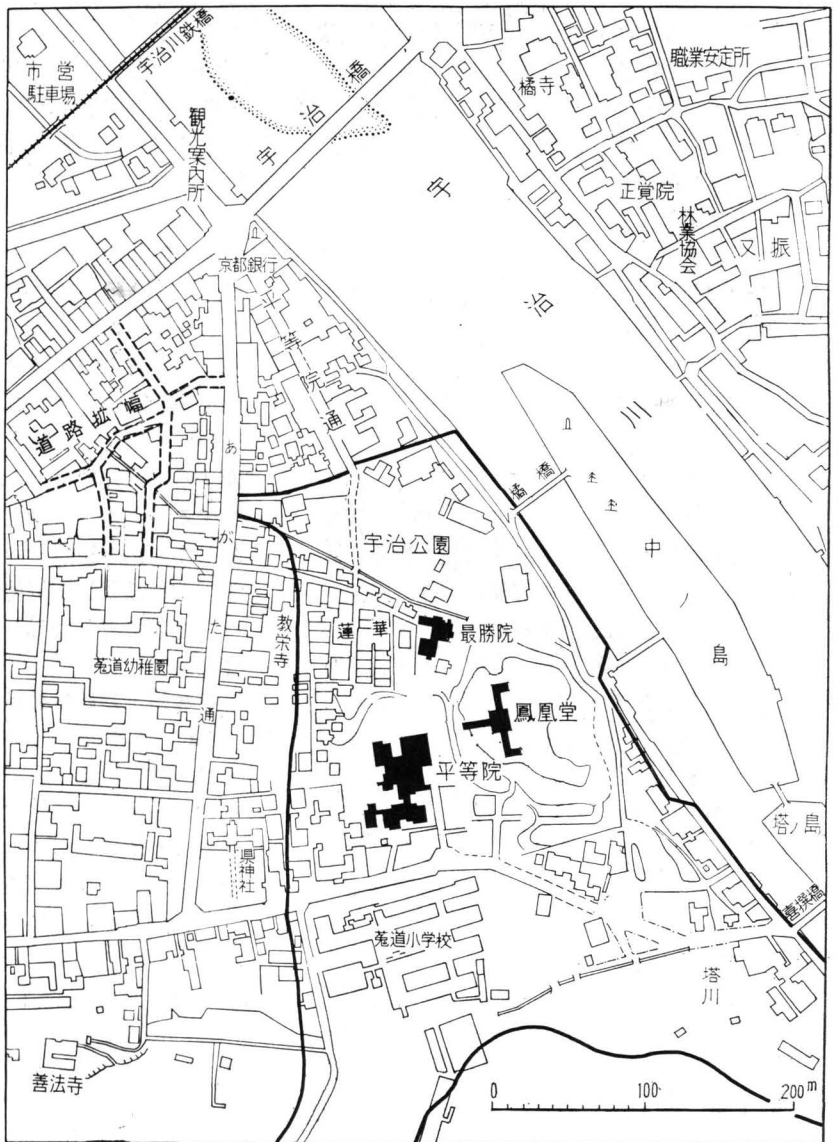 市営
駐車場
宇治川鉄橋
宇治橋
観光案内所
橋寺
職業安定所
宇治川
正覚院
林業協会
又振
京都銀行
平等院通
道路拡幅
あがた通
橘橋
中ノ島
宇治公園
教栄寺
蓮華
最勝院
鳳凰堂
菟道幼稚園
平等院
塔ノ島
県神社
喜撰橋
菟道小学校
塔川
善法寺
0 100 200m